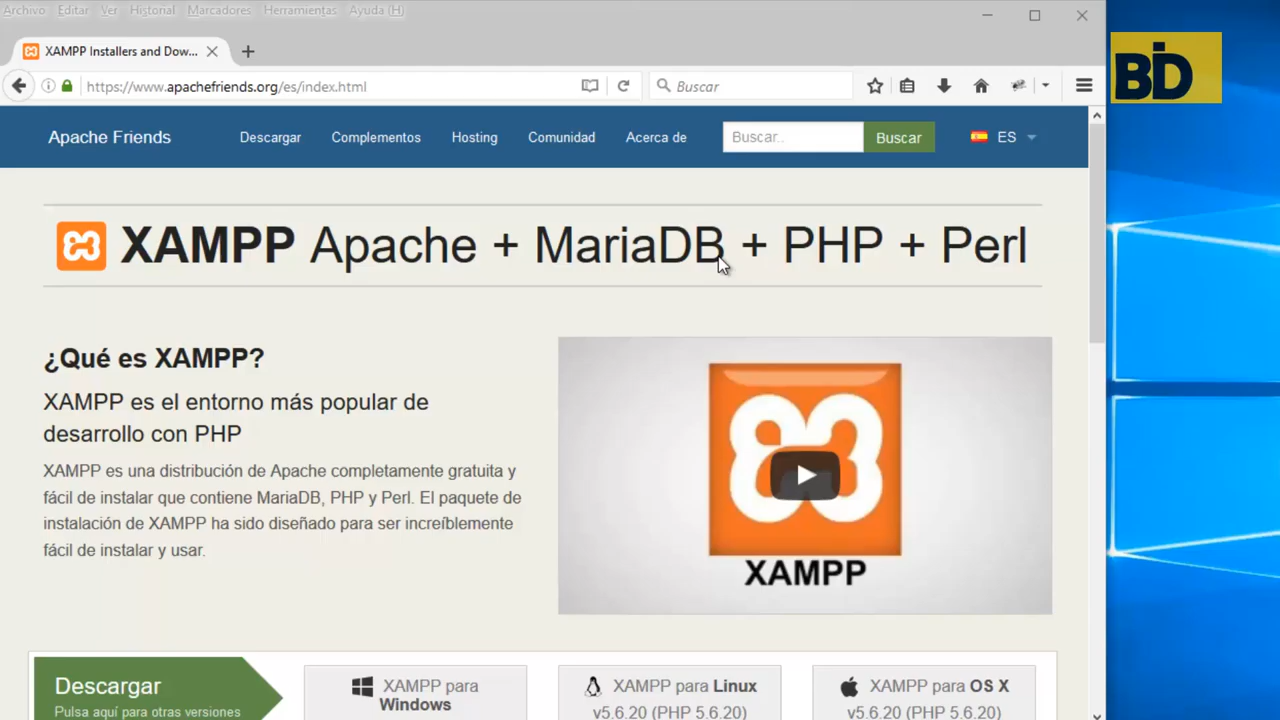 Archivo Editar Ver Historial Marcadores Herramientas Ayuda (H)
XAMPP Installers and Dow...
https://www.apachefriends.org/es/index.html
Buscar
BID
Apache Friends Descargar Complementos Hosting Comunidad Acerca de Buscar.. Buscar ES
XAMPP Apache + MariaDB + PHP + Perl
¿Qué es XAMPP?
XAMPP es el entorno más popular de
desarrollo con PHP
XAMPP es una distribución de Apache completamente gratuita y
fácil de instalar que contiene MariaDB, PHP y Perl. El paquete de
instalación de XAMPP ha sido diseñado para ser increíblemente
fácil de instalar y usar.
XAMPP
Descargar
Pulsa aquí para otras versiones
XAMPP para
Windows
XAMPP para Linux
v5.6.20 (PHP 5.6.20)
XAMPP para OS X
v5.6.20 (PHP 5.6.20)